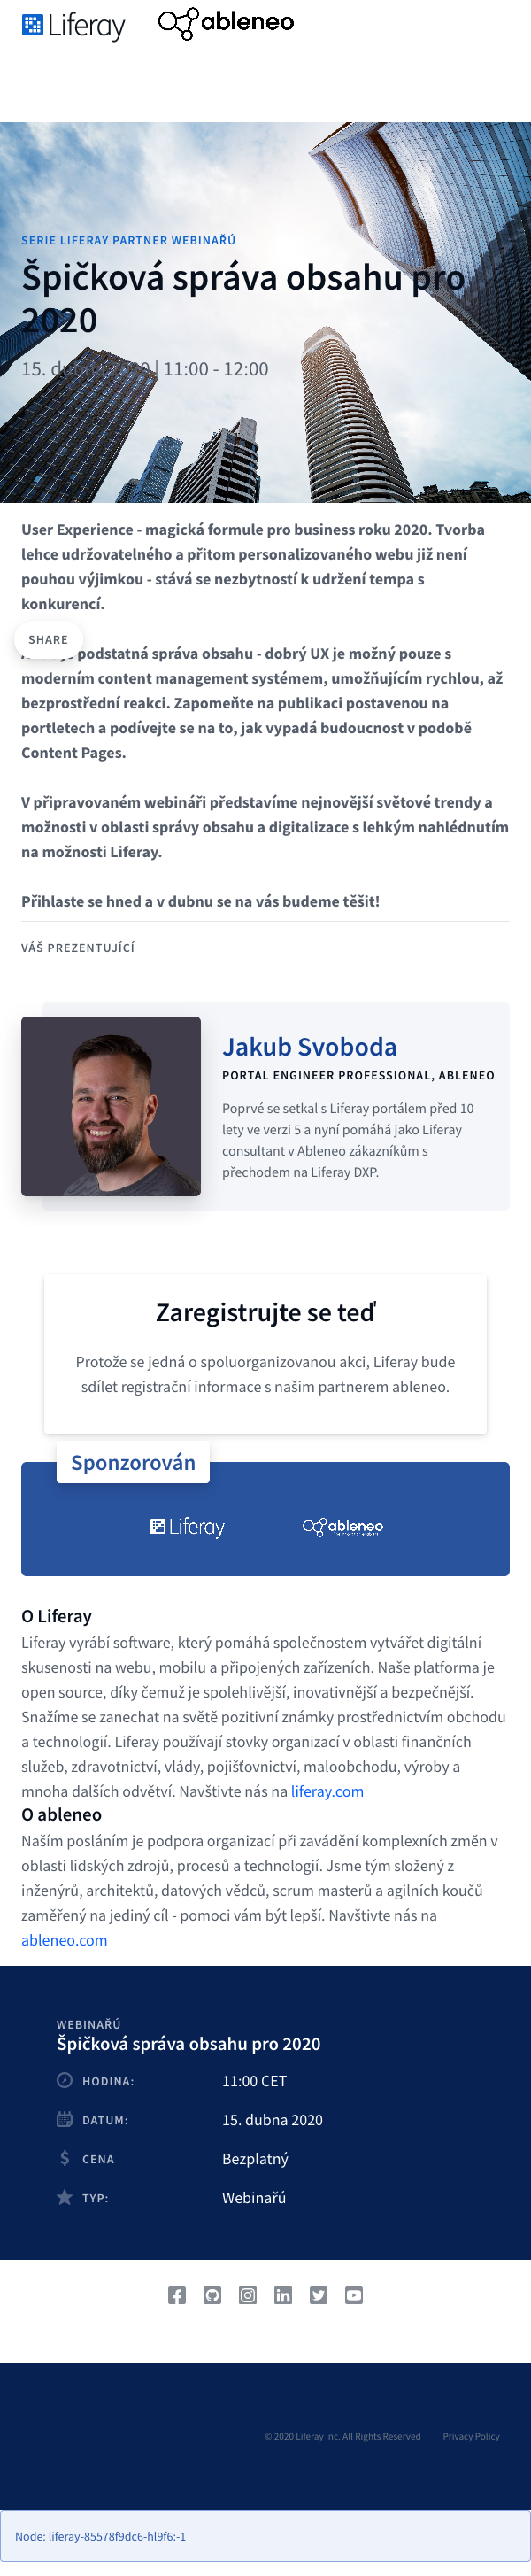 Liferay
ableneo
SERIE LIFERAY PARTNER WEBINAŘŮ
Špičková správa obsahu pro
2020
15. dubna 2020 | 11:00 - 12:00
User Experience - magická formule pro business roku 2020. Tvorba
lehce udržovatelného a přitom personalizovaného webu již není
pouhou výjimkou - stává se nezbytností k udržení tempa s
konkurencí.
SHARE
podstatná správa obsahu - dobrý UX je možný pouze s
moderním content management systémem, umožňujícím rychlou, až
bezprostřední reakci. Zapomeňte na publikaci postavenou na
portletech a podívejte se na to, jak vypadá budoucnost v podobě
Content Pages.
V připravovaném webináři představíme nejnovější světové trendy a
možnosti v oblasti správy obsahu a digitalizace s lehkým nahlédnutím
na možnosti Liferay.
Přihlaste se hned a v dubnu se na vás budeme těšit!
VÁŠ PREZENTUJÍCÍ
Jakub Svoboda
PORTAL ENGINEER PROFESSIONAL, ABLENEO
Poprvé se setkal s Liferay portálem před 10
lety ve verzi 5 a nyní pomáhá jako Liferay
consultant v Ableneo zákazníkům s
přechodem na Liferay DXP.
Zaregistrujte se teď
Protože se jedná o spoluorganizovanou akci, Liferay bude
sdílet registrační informace s našim partnerem ableneo.
Sponzorován
Liferay
ableneo
O Liferay
Liferay vyrábí software, který pomáhá společnostem vytvářet digitální
skusenosti na webu, mobilu a připojených zařízeních. Naše platforma je
open source, díky čemuž je spolehlivější, inovativnější a bezpečnější.
Snažíme se zanechat na světě pozitivní známky prostřednictvím obchodu
a technologií. Liferay používají stovky organizací v oblasti finančních
služeb, zdravotnictví, vlády, pojišťovnictví, maloobchodu, výroby a
mnoha dalších odvětví. Navštivte nás na liferay.com
O ableneo
Naším posláním je podpora organizací při zavádění komplexních změn v
oblasti lidských zdrojů, procesů a technologií. Jsme tým složený z
inženýrů, architektů, datových vědců, scrum masterů a agilních koučů
zaměřený na jediný cíl - pomoci vám být lepší. Navštivte nás na
ableneo.com
WEBINAŘŮ
Špičková správa obsahu pro 2020
HODINA: 11:00 CET
DATUM: 15. dubna 2020
CENA Bezplatný
TYP: Webinařů
© 2020 Liferay Inc. All Rights Reserved Privacy Policy
Node: liferay-85578f9dc6-hl9f6:-1